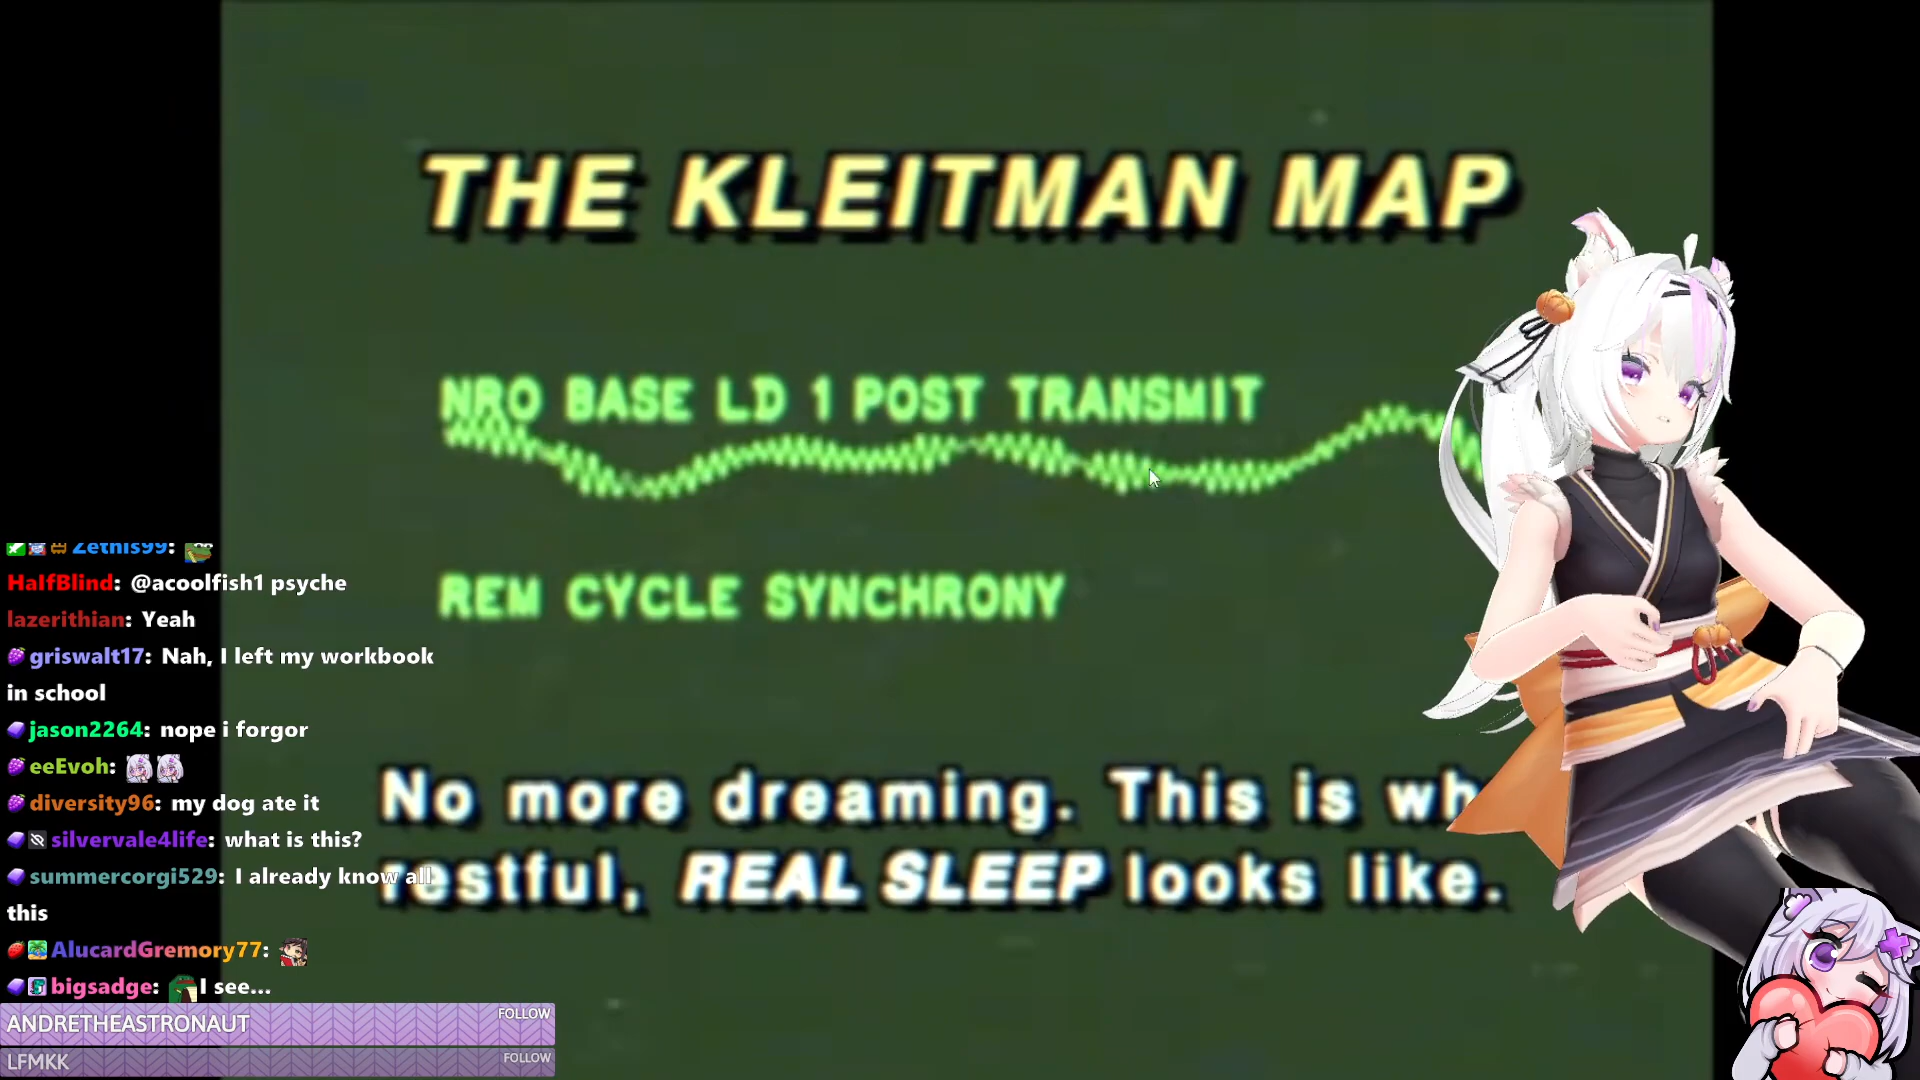 THE KLEITMAN MAP
NRO BASE LD 1 POST TRANSMIT
REM CYCLE SYNCHRONY
No more dreaming. This is wh
restful, REAL SLEEP looks like.
Zethis99:
HalfBlind: @acoolfish1 psyche
lazerithian: Yeah
griswalt17: Nah, I left my workbook
in school
jason2264: nope i forgor
eeEvoh:
diversity96: my dog ate it
silvervale4life: what is this?
summercorgi529: I already know all
this
AlucardGremory77:
bigsadge: I see...
ANDRETHEASTRONAUT FOLLOW
LFMKK FOLLOW